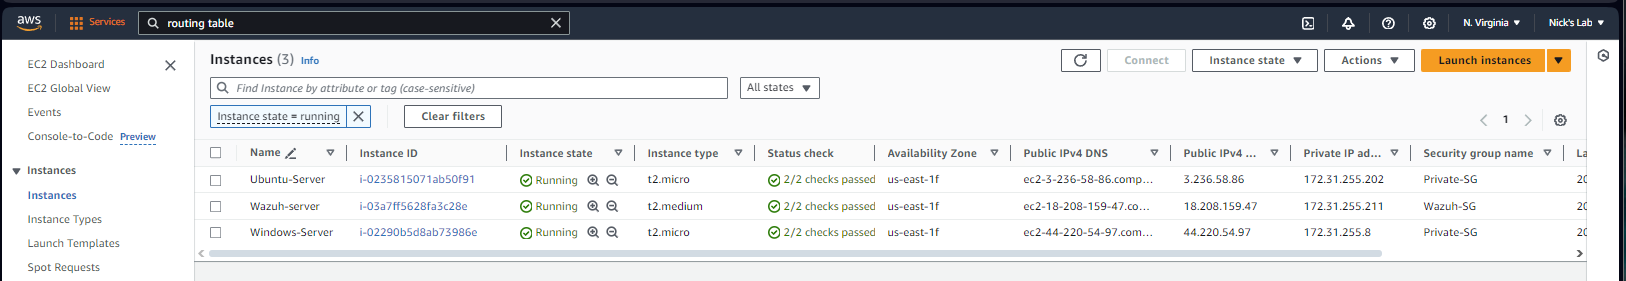 aws Services routing table N. Virginia Nick's Lab
EC2 Dashboard
EC2 Global View
Events
Console-to-Code Preview
Instances
Instances
Instance Types
Launch Templates
Spot Requests
Instances (3) Info Connect Instance state Actions Launch instances
Find Instance by attribute or tag (case-sensitive) All states
Instance state = running Clear filters 1
Name Instance ID Instance state Instance type Status check Availability Zone Public IPv4 DNS Public IPv4 ... Private IP ad... Security group name La
Ubuntu-Server i-0235815071ab50f91 Running t2.micro 2/2 checks passed us-east-1f ec2-3-236-58-86.comp... 3.236.58.86 172.31.255.202 Private-SG 20
Wazuh-server i-03a7ff5628fa3c28e Running t2.medium 2/2 checks passed us-east-1f ec2-18-208-159-47.co... 18.208.159.47 172.31.255.211 Wazuh-SG 20
Windows-Server i-02290b5d8ab73986e Running t2.micro 2/2 checks passed us-east-1f ec2-44-220-54-97.com... 44.220.54.97 172.31.255.8 Private-SG 20